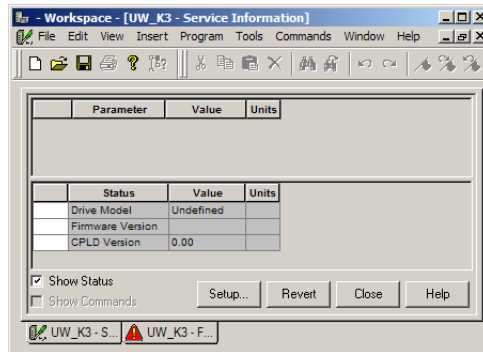 - Workspace - [UW_K3 - Service Information]
File Edit View Insert Program Tools Commands Window Help
Parameter Value Units
Status Value Units
Drive Model Undefined
Firmware Version
CPLD Version 0.00
Show Status
Show Commands
Setup... Revert Close Help
UW_K3 - S... UW_K3 - F...